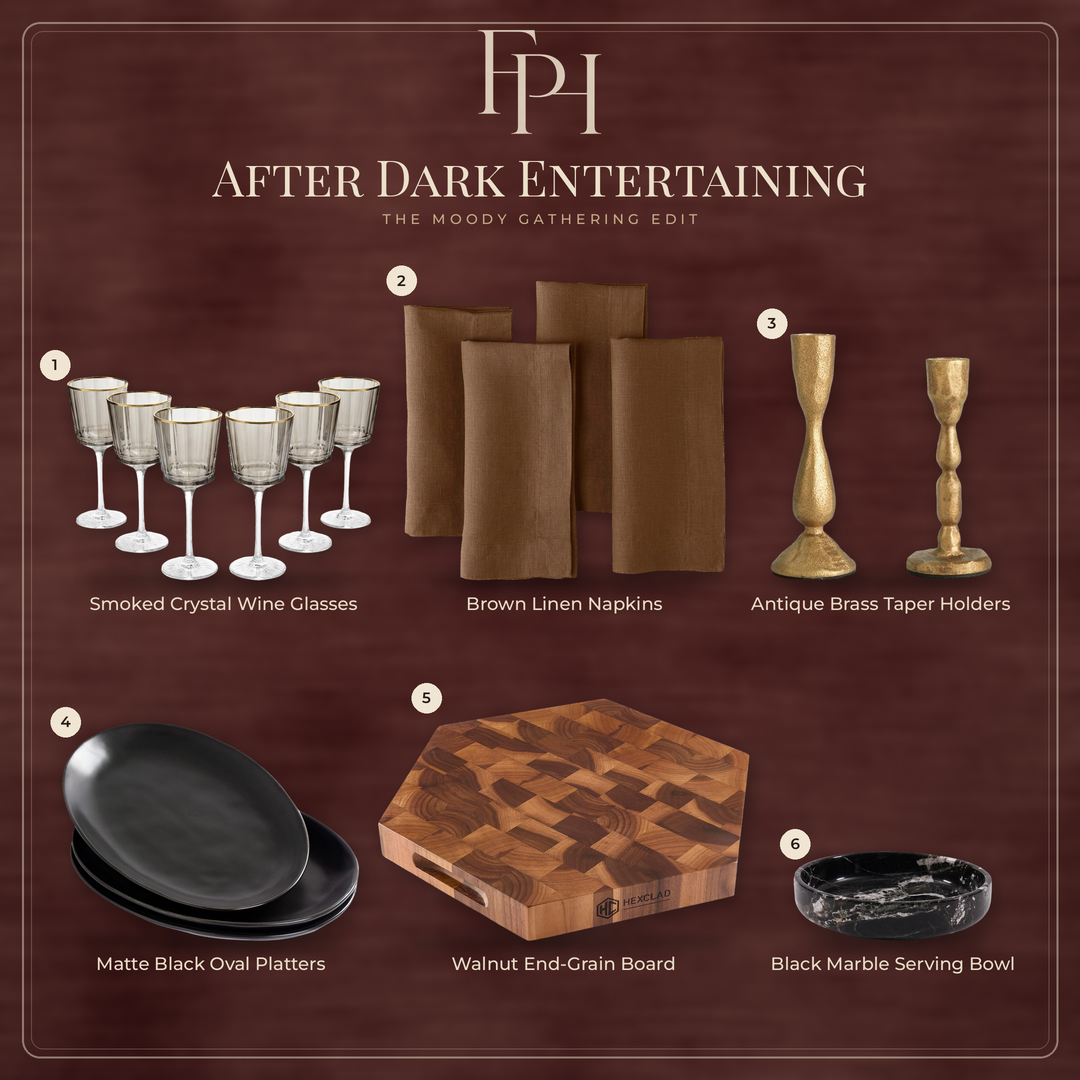 FPH
After Dark Entertaining
THE MOODY GATHERING EDIT
1
2
3
Smoked Crystal Wine Glasses
Brown Linen Napkins
Antique Brass Taper Holders
4
5
6
HC HEXCLAD
Matte Black Oval Platters
Walnut End-Grain Board
Black Marble Serving Bowl